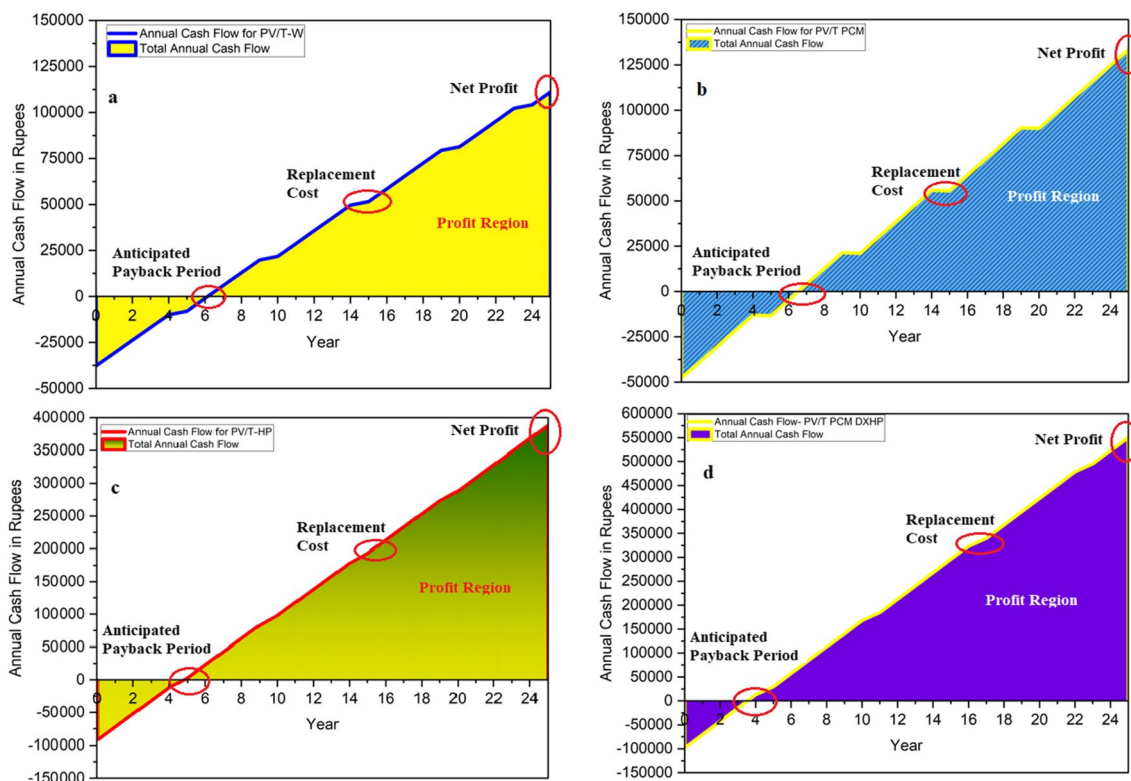 150000
125000
100000
75000
50000
25000
0
-25000
-50000
Annual Cash Flow in Rupees
Annual Cash Flow for PV/T-W
Total Annual Cash Flow
a
Net Profit
Replacement
Cost
Profit Region
Anticipated
Payback Period
0 2 4 6 8 10 12 14 16 18 20 22 24
Year
150000
125000
100000
75000
50000
25000
0
-25000
-50000
Annual Cash Flow in Rupees
Annual Cash Flow for PV/T PCM
Total Annual Cash Flow
b
Net Profit
Replacement
Cost
Profit Region
Anticipated
Payback Period
0 2 4 6 8 10 12 14 16 18 20 22 24
Year
400000
350000
300000
250000
200000
150000
100000
50000
0
-50000
-100000
-150000
Annual Cash Flow in Rupees
Annual Cash Flow for PV/T-HP
Total Annual Cash Flow
c
Net Profit
Replacement
Cost
Profit Region
Anticipated
Payback Period
0 2 4 6 8 10 12 14 16 18 20 22 24
Year
600000
550000
500000
450000
400000
350000
300000
250000
200000
150000
100000
50000
0
-50000
-100000
-150000
Annual Cash Flow in Rupees
Annual Cash Flow- PV/T PCM DXHP
Total Annual Cash Flow
d
Net Profit
Replacement
Cost
Profit Region
Anticipated
Payback Period
0 2 4 6 8 10 12 14 16 18 20 22 24
Year